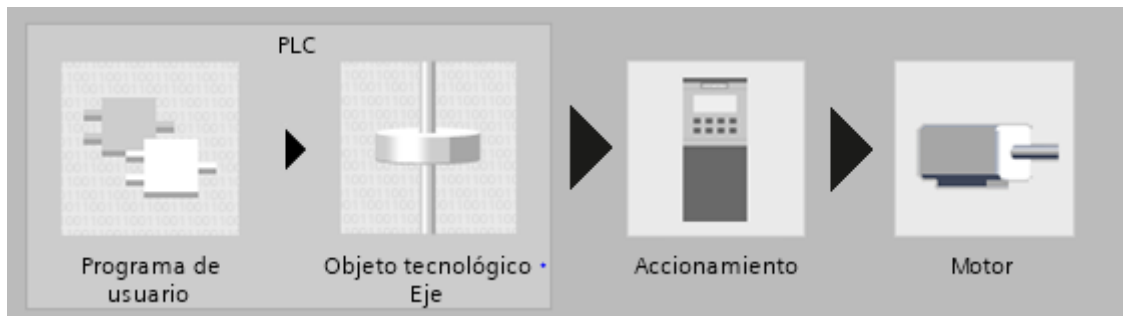 PLC
Programa de
usuario
Objeto tecnológico
Eje
Accionamiento
Motor